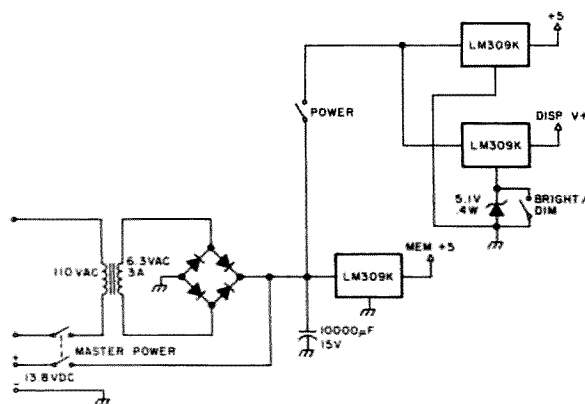 +5
LM309K
POWER
DISP V+
LM309K
5.1V
.4W
BRIGHT/
DIM
110VAC
6.3VAC
3A
MEM +5
LM309K
10000µF
15V
MASTER POWER
+
13.8VDC
-